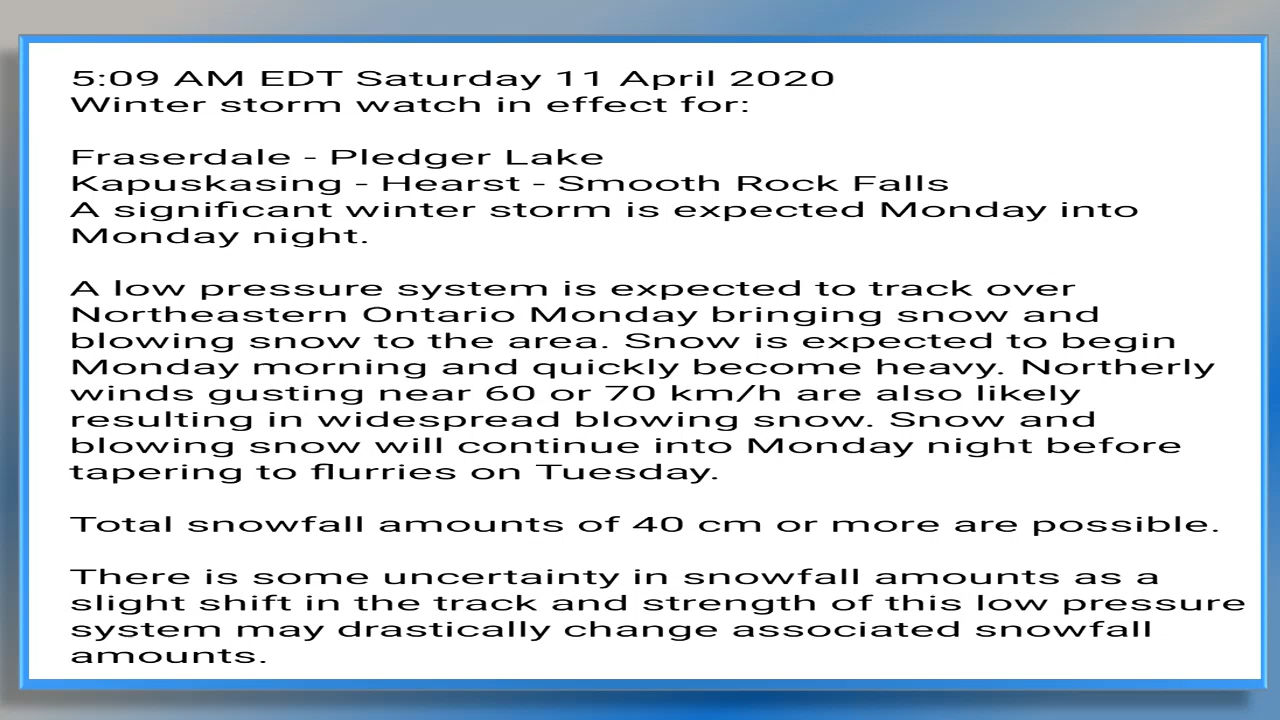 5:09 AM EDT Saturday 11 April 2020
Winter storm watch in effect for:
Fraserdale - Pledger Lake
Kapuskasing - Hearst - Smooth Rock Falls
A significant winter storm is expected Monday into
Monday night.
A low pressure system is expected to track over
Northeastern Ontario Monday bringing snow and
blowing snow to the area. Snow is expected to begin
Monday morning and quickly become heavy. Northerly
winds gusting near 60 or 70 km/h are also likely
resulting in widespread blowing snow. Snow and
blowing snow will continue into Monday night before
tapering to flurries on Tuesday.
Total snowfall amounts of 40 cm or more are possible.
There is some uncertainty in snowfall amounts as a
slight shift in the track and strength of this low pressure
system may drastically change associated snowfall
amounts.